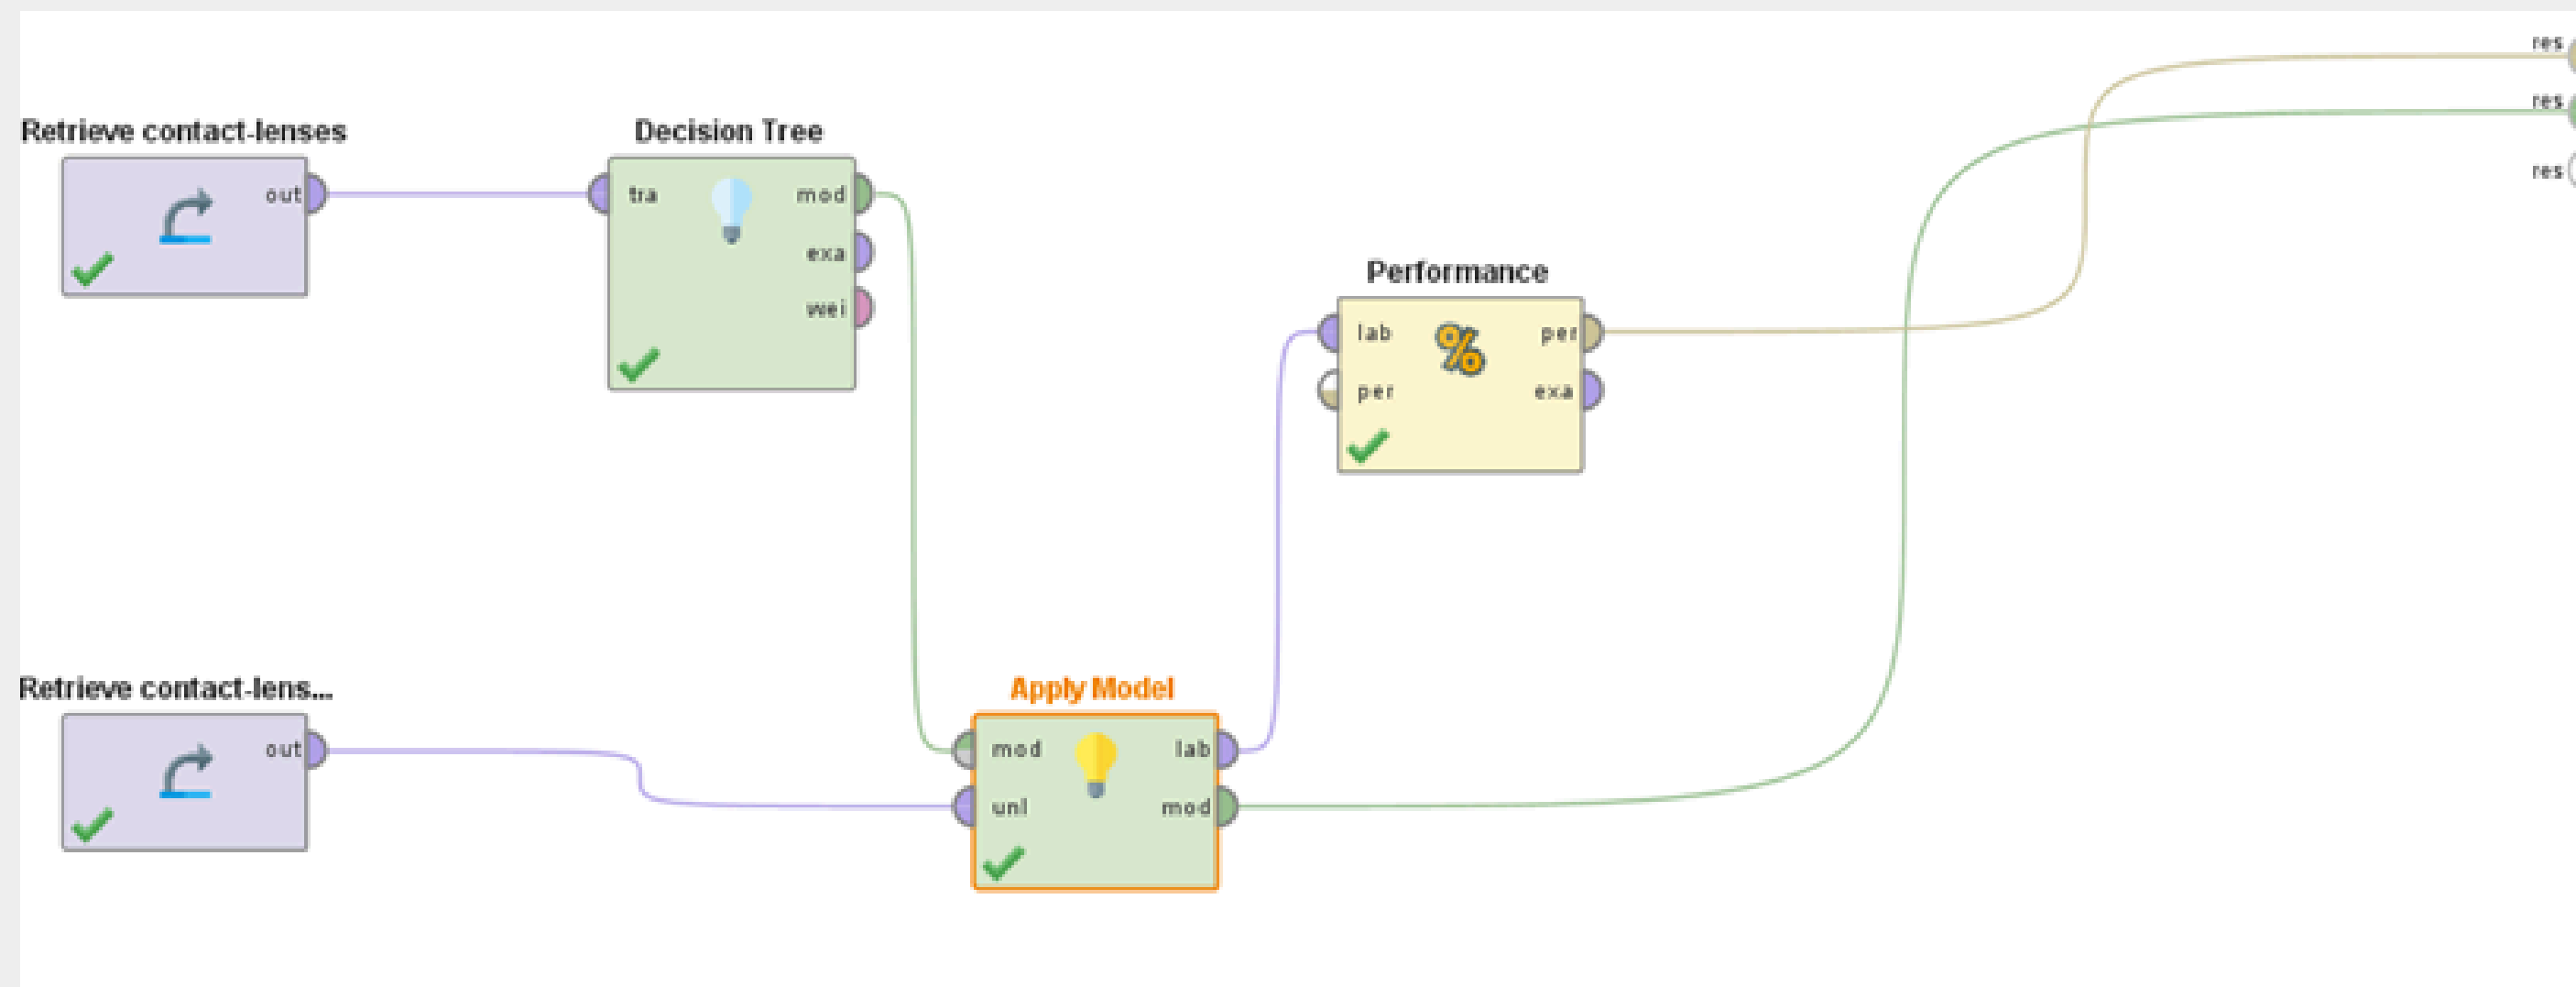 res
res
res
Retrieve contact-lenses
out
Decision Tree
tra
mod
exa
wei
Performance
lab
per
per
exa
%
Retrieve contact-lens...
out
Apply Model
mod
lab
unl
mod